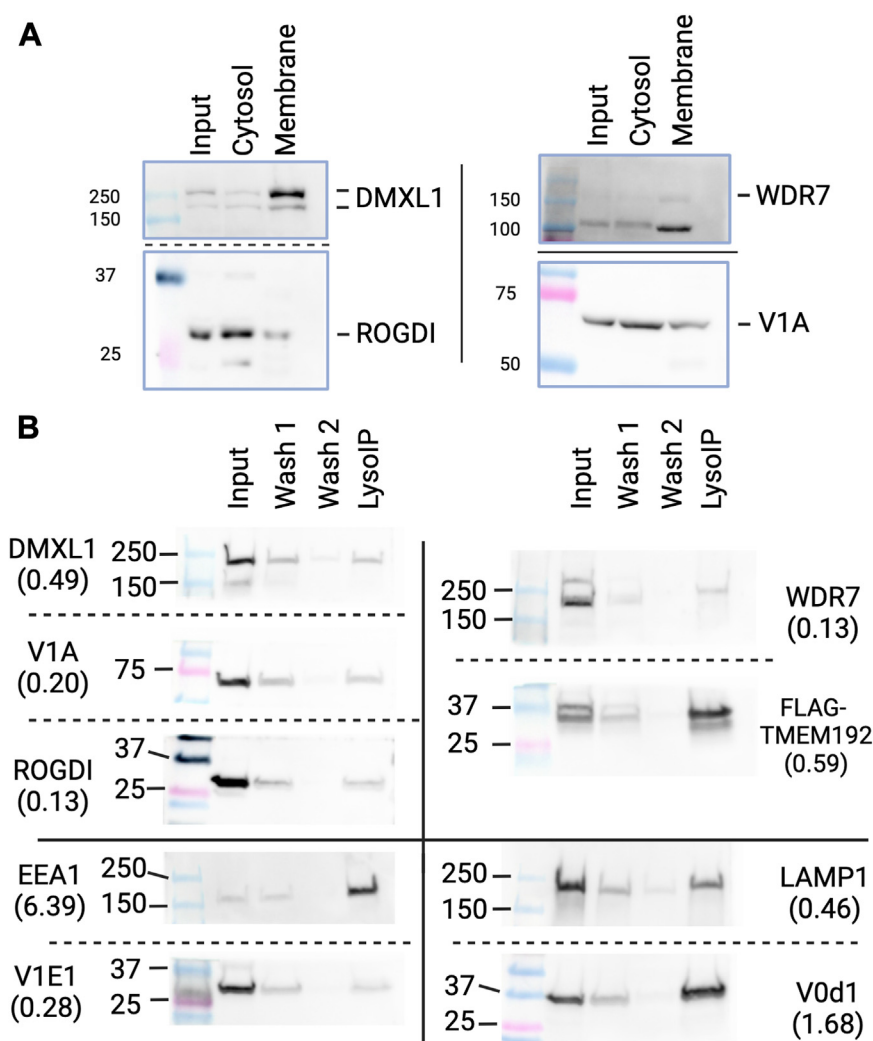 A
Input
Cytosol
Membrane
250
150
DMXL1
37
25
ROGDI
Input
Cytosol
Membrane
150
100
WDR7
75
50
V1A
B
Input
Wash 1
Wash 2
LysoIP
DMXL1
(0.49)
250
150
V1A
(0.20)
75
ROGDI
(0.13)
37
25
EEA1
(6.39)
250
150
V1E1
(0.28)
37
25
Input
Wash 1
Wash 2
LysoIP
250
150
WDR7
(0.13)
37
25
FLAG-
TMEM192
(0.59)
250
150
LAMP1
(0.46)
37
25
V0d1
(1.68)